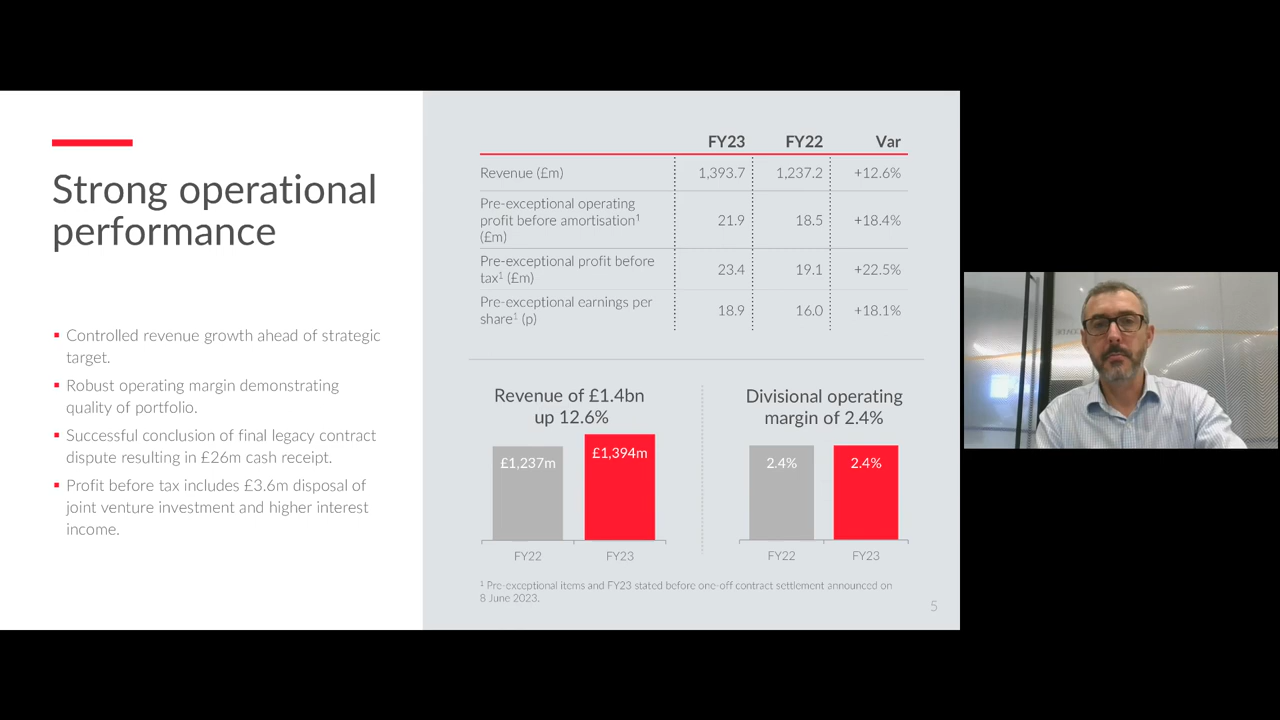 Strong operational
performance
▪ Controlled revenue growth ahead of strategic
target.
▪ Robust operating margin demonstrating
quality of portfolio.
▪ Successful conclusion of final legacy contract
dispute resulting in £26m cash receipt.
▪ Profit before tax includes £3.6m disposal of
joint venture investment and higher interest
income.
FY23 FY22 Var
Revenue (£m) 1,393.7 1,237.2 +12.6%
Pre-exceptional operating
profit before amortisation¹ 21.9 18.5 +18.4%
(£m)
Pre-exceptional profit before
tax¹ (£m) 23.4 19.1 +22.5%
Pre-exceptional earnings per
share¹ (p) 18.9 16.0 +18.1%
Revenue of £1.4bn
up 12.6%
£1,237m £1,394m
FY22 FY23
Divisional operating
margin of 2.4%
2.4% 2.4%
FY22 FY23
¹ Pre-exceptional items and FY23 stated before one-off contract settlement announced on
8 June 2023.
5